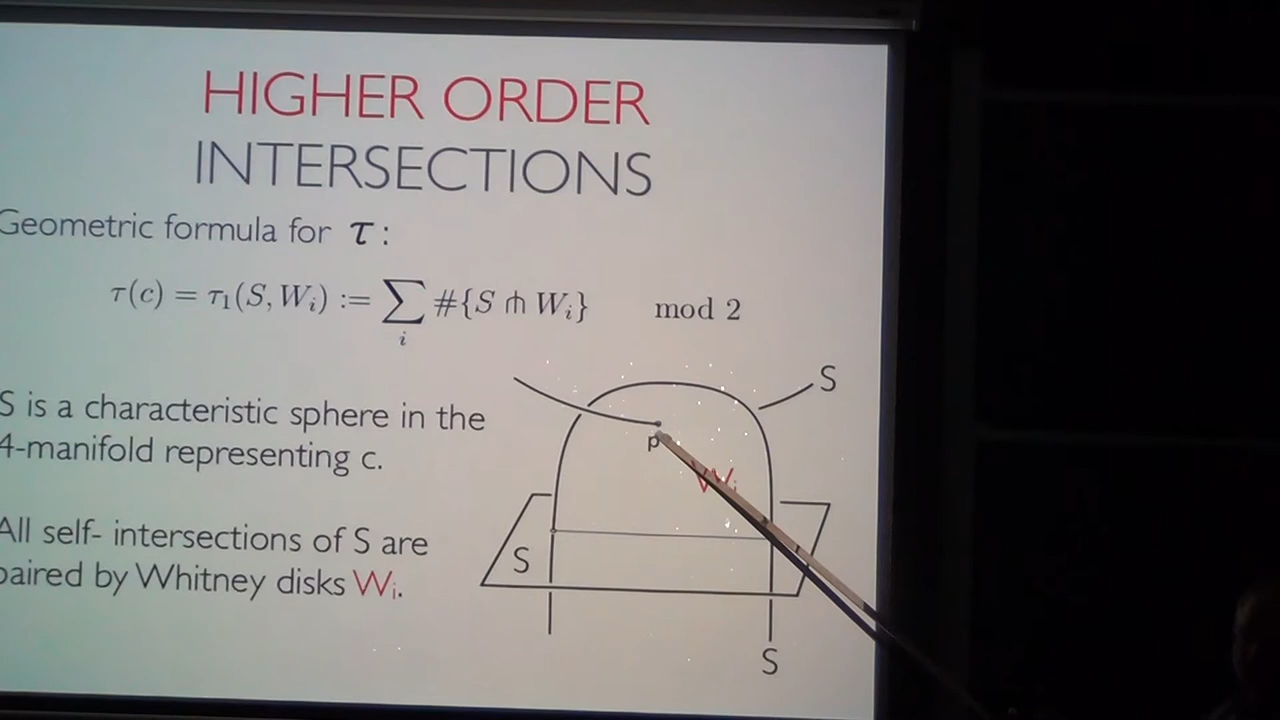 HIGHER ORDER
INTERSECTIONS
Geometric formula for τ :
τ(c) = τ₁(S, Wᵢ) := ∑ᵢ #{S ⋔ Wᵢ} mod 2
S is a characteristic sphere in the
4-manifold representing c.
All self- intersections of S are
paired by Whitney disks Wᵢ.
S
p
Wᵢ
S
S